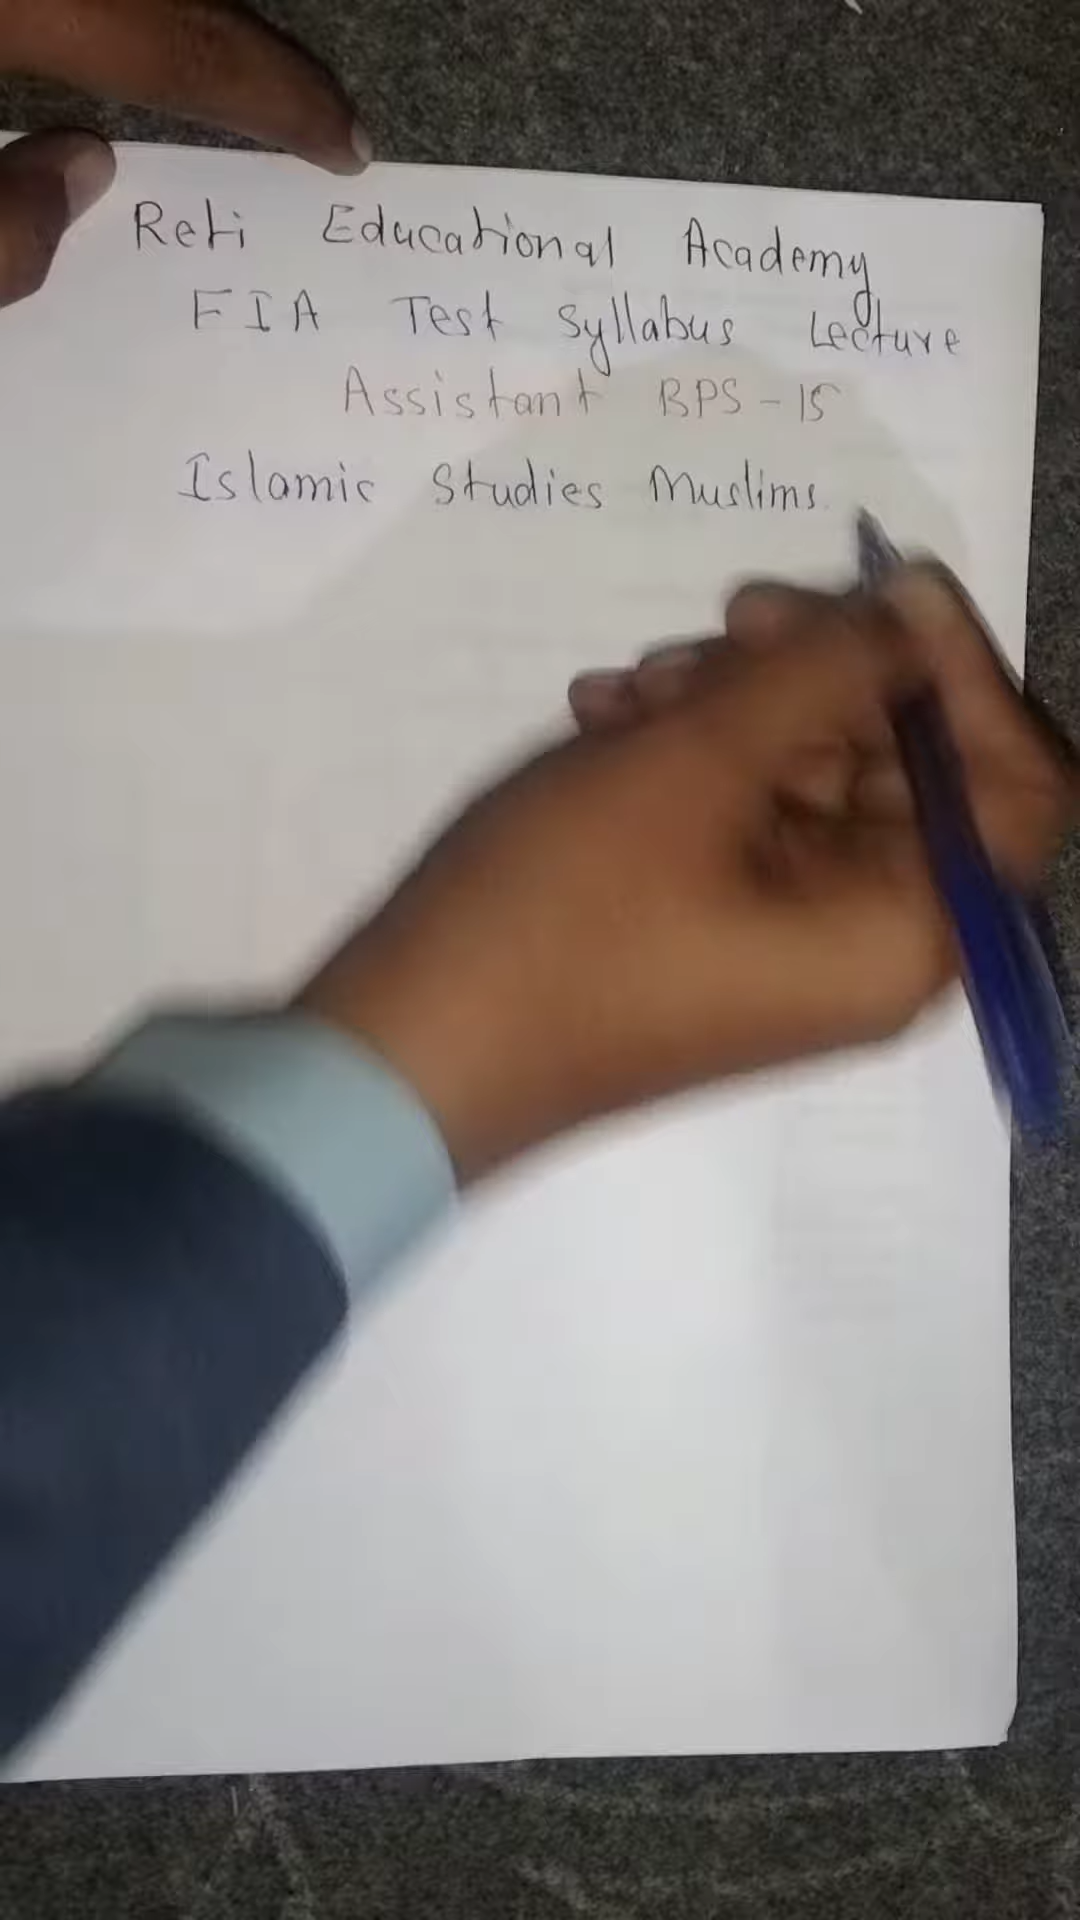 Reti Educational Academy
FIA Test Syllabus Lecture
Assistant BPS-15
Islamic Studies Muslims